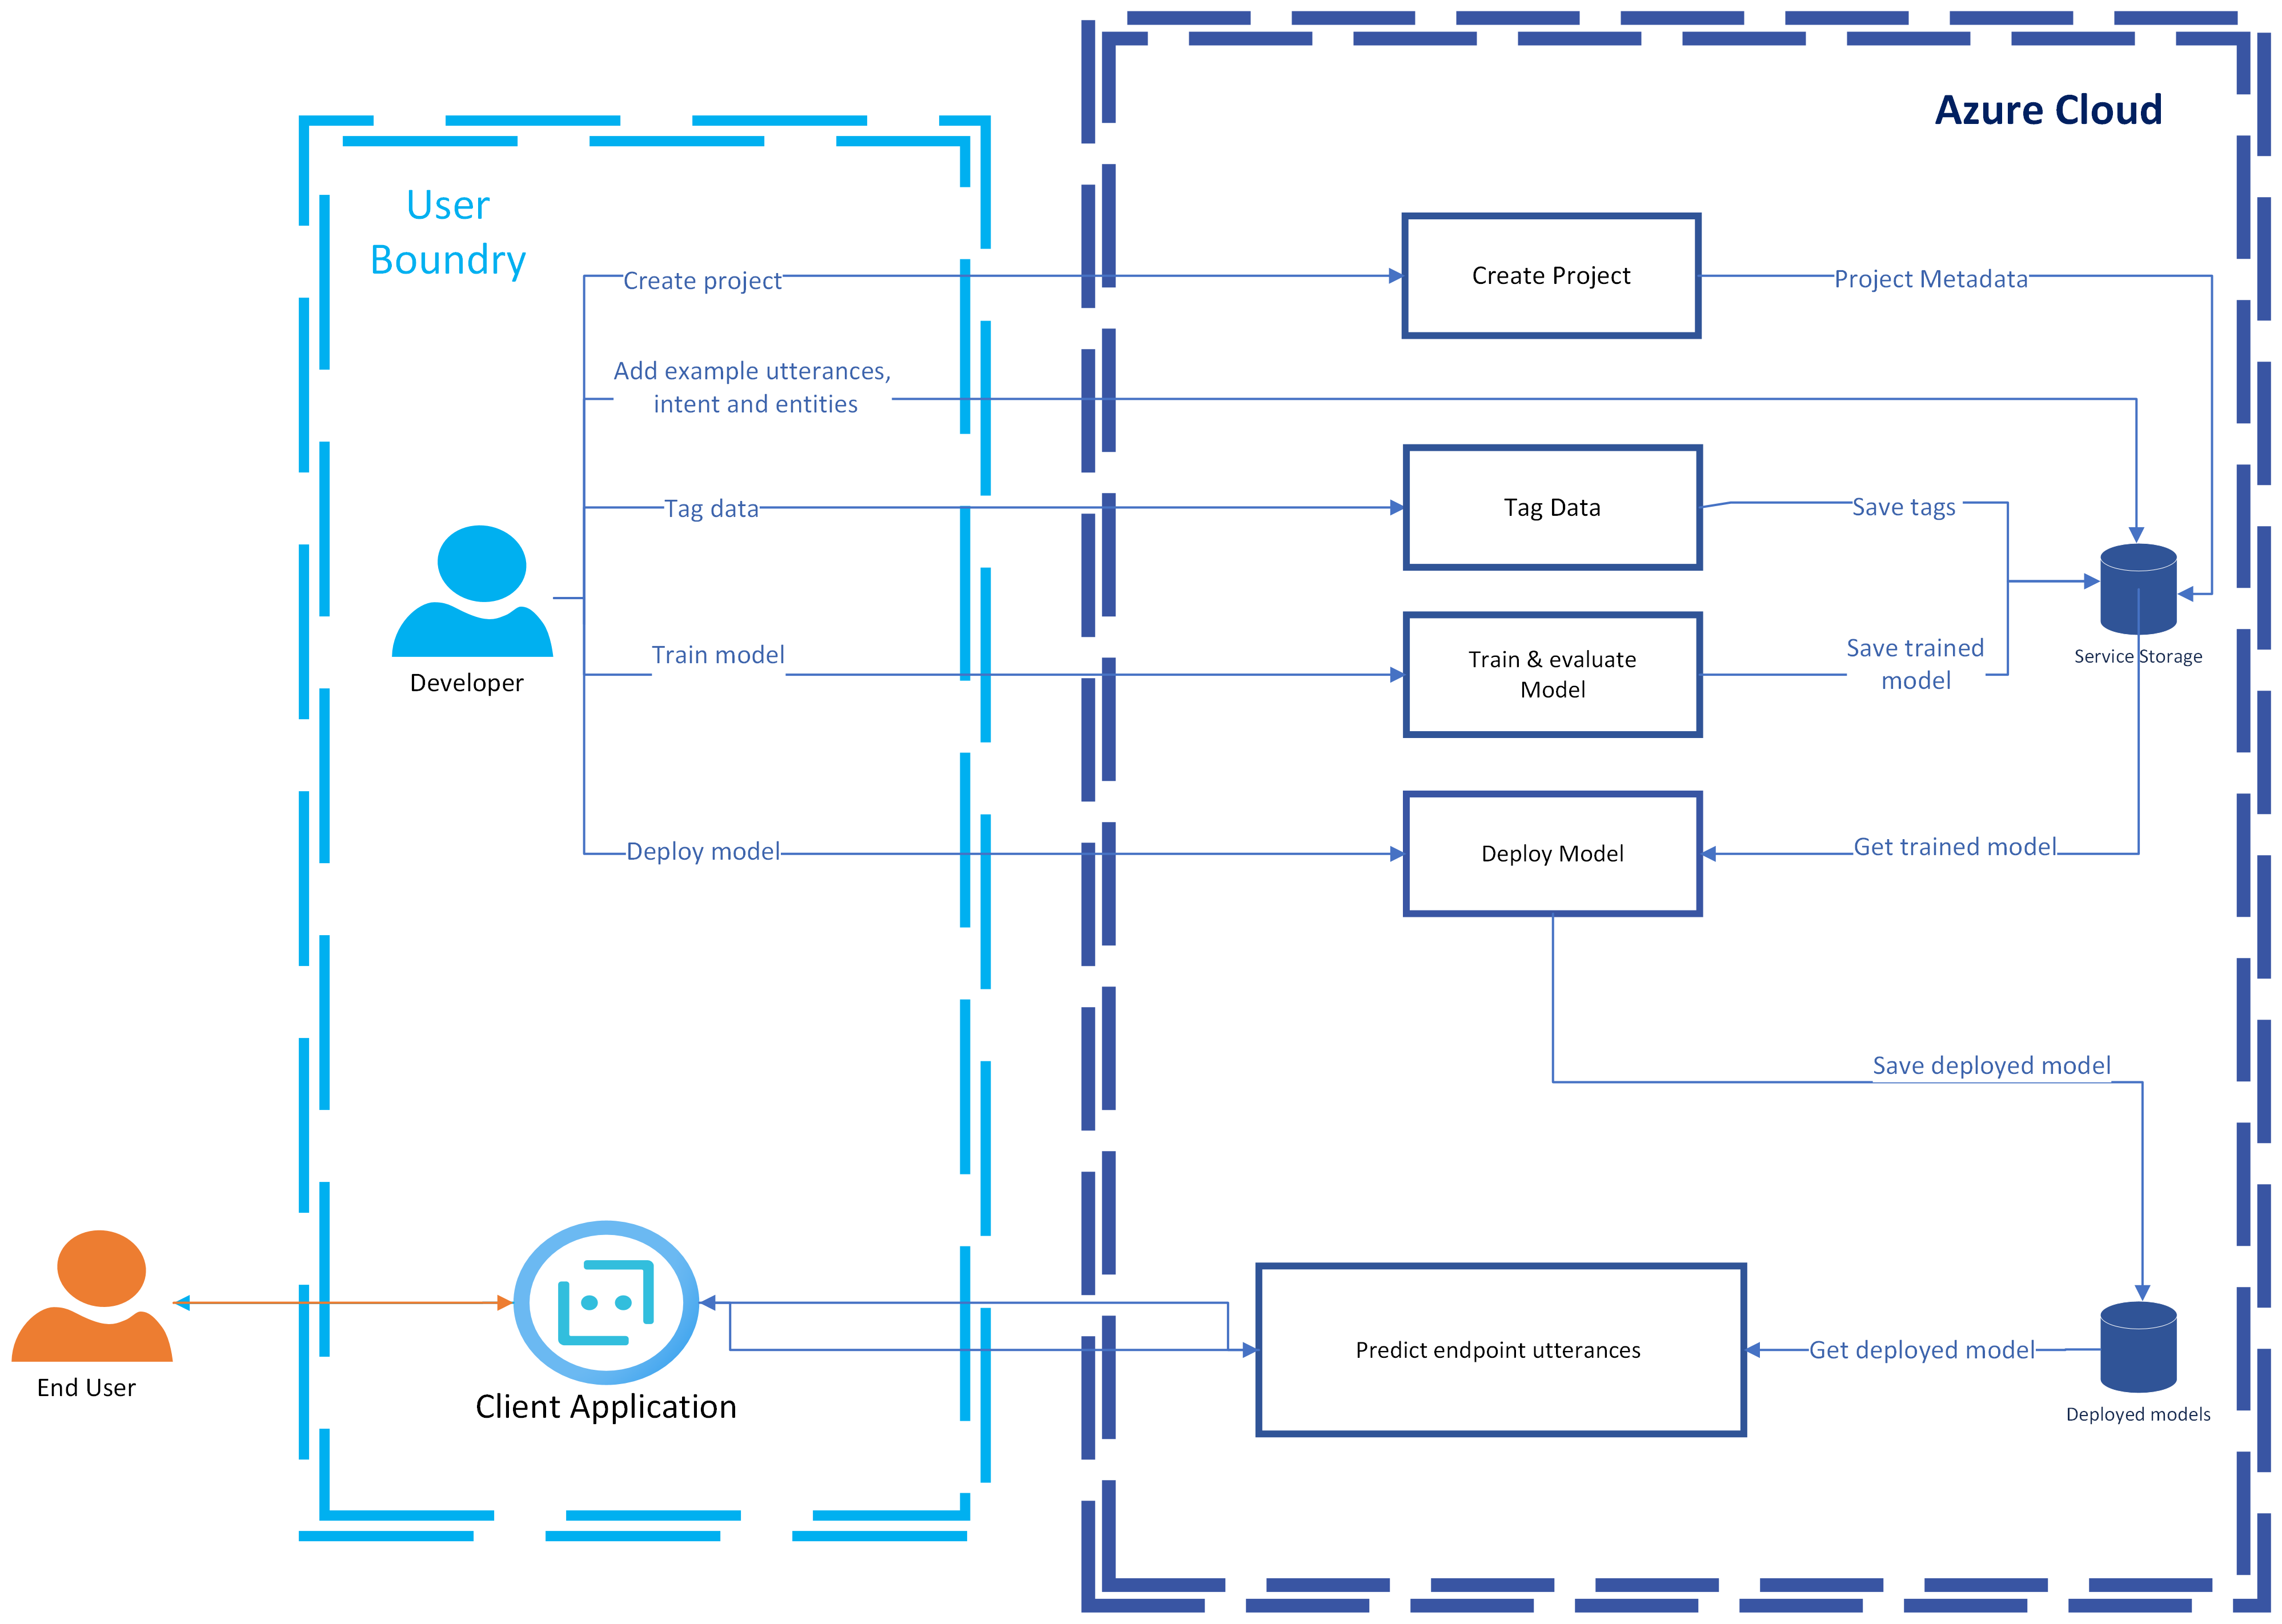 Azure Cloud
User
Boundry
Create project
Create Project
Project Metadata
Add example utterances,
intent and entities
Tag data
Tag Data
Save tags
Developer
Train model
Train & evaluate
Model
Save trained
model
Service Storage
Deploy model
Deploy Model
Get trained model
Save deployed model
End User
Client Application
Predict endpoint utterances
Get deployed model
Deployed models